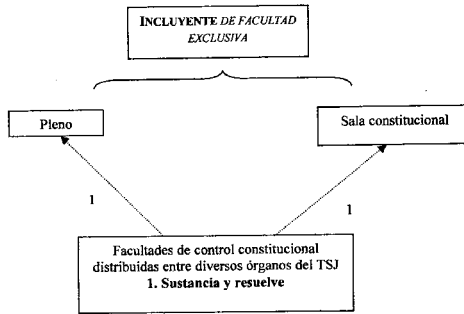 INCLUYENTE DE FACULTAD
EXCLUSIVA
Pleno
Sala constitucional
1
1
Facultades de control constitucional
distribuidas entre diversos órganos del TSJ
1. Sustancia y resuelve